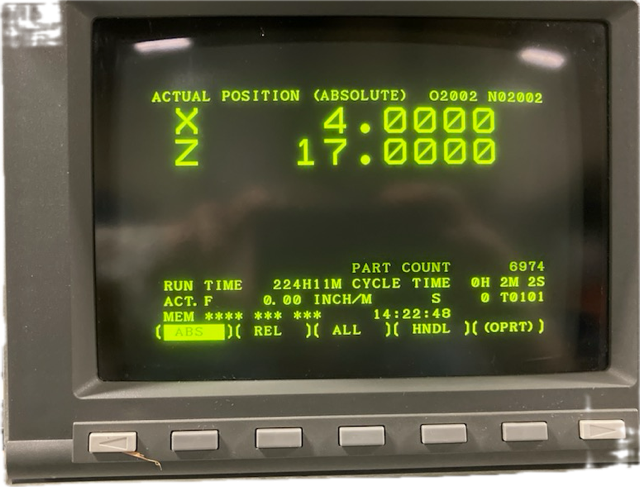 ACTUAL POSITION (ABSOLUTE) O2002 N02002
X 4.0000
Z 17.0000
PART COUNT 6974
RUN TIME 224H11M CYCLE TIME 0H 2M 2S
ACT. F 0.00 INCH/M S 0 T0101
MEM **** *** *** 14:22:48
( ABS )( REL )( ALL )( HNDL )( (OPRT) )